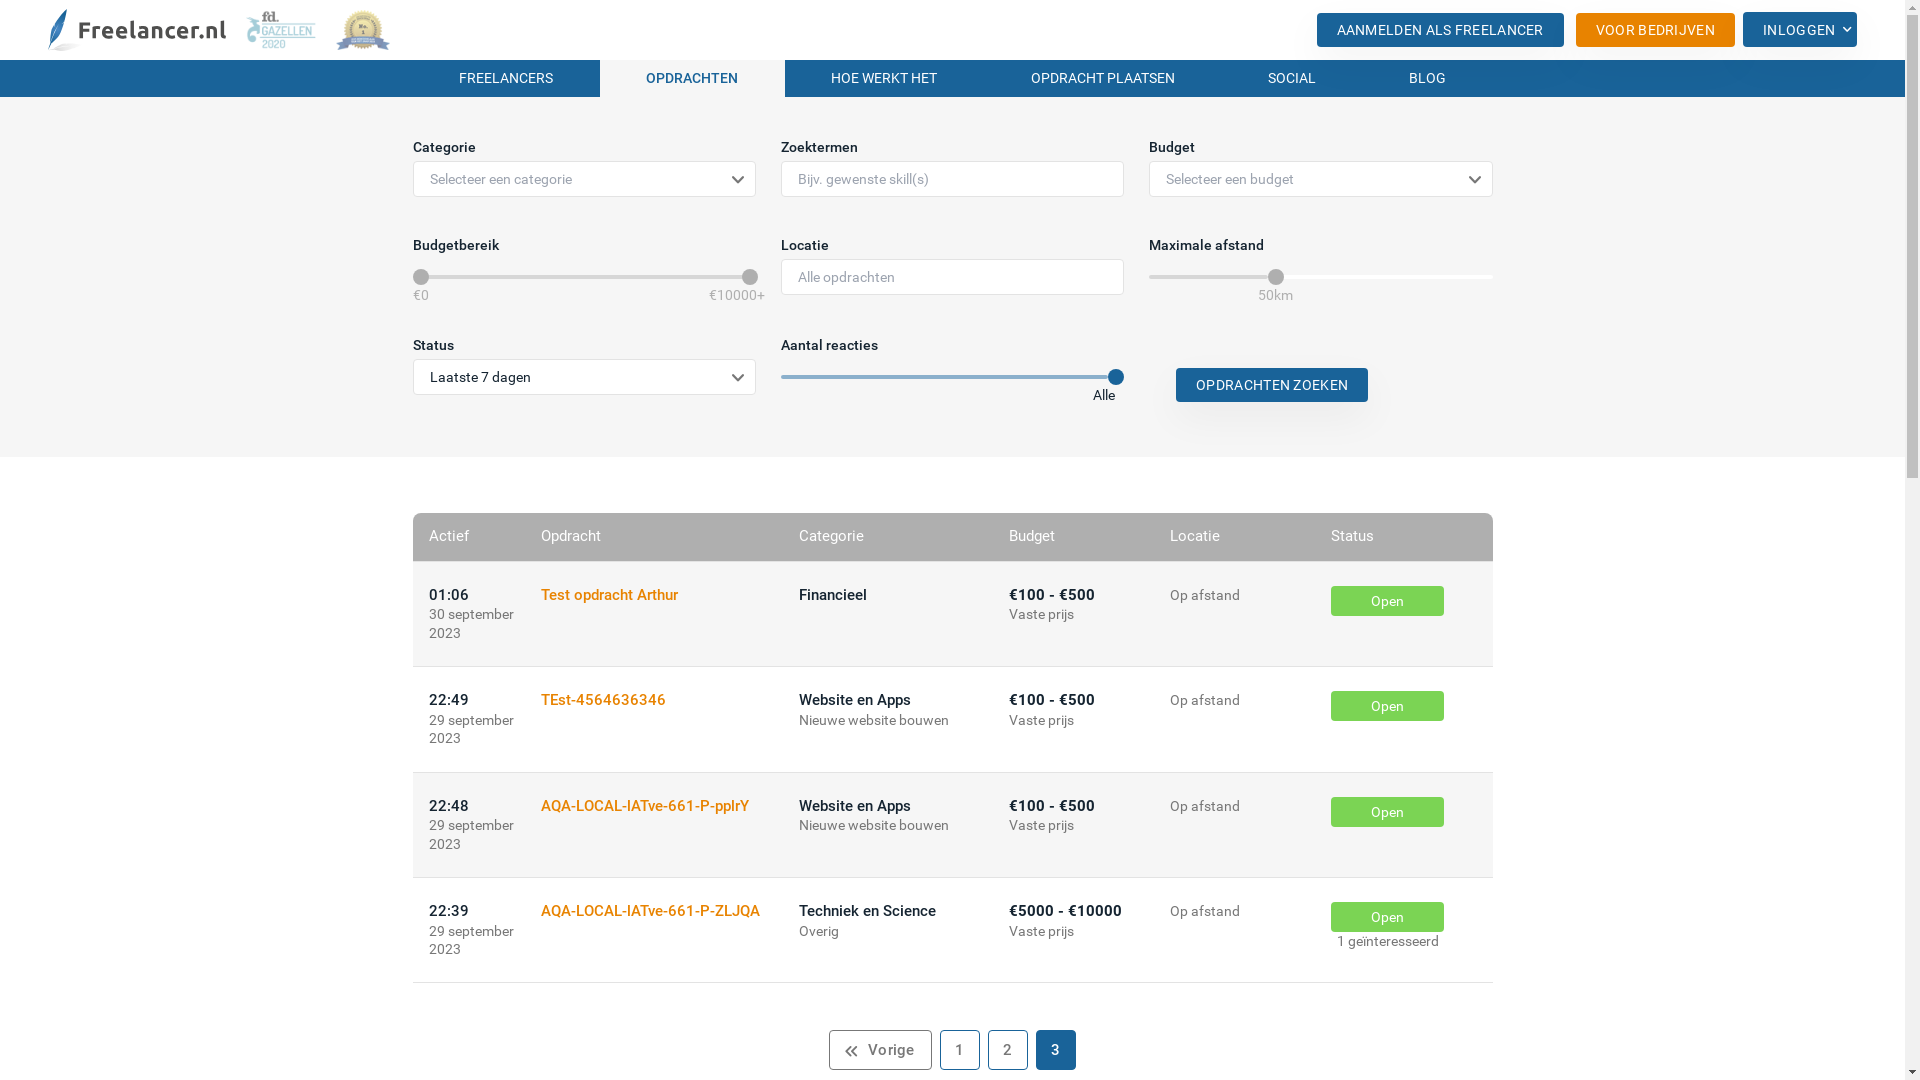 Freelancer.nl
fd.
GAZELLEN
2020
AANMELDEN ALS FREELANCER
VOOR BEDRIJVEN
INLOGGEN
FREELANCERS
OPDRACHTEN
HOE WERKT HET
OPDRACHT PLAATSEN
SOCIAL
BLOG
Categorie
Zoektermen
Budget
Selecteer een categorie
Bijv. gewenste skill(s)
Selecteer een budget
Budgetbereik
Locatie
Maximale afstand
Alle opdrachten
€0
€10000+
50km
Status
Aantal reacties
Laatste 7 dagen
Alle
OPDRACHTEN ZOEKEN
Actief
Opdracht
Categorie
Budget
Locatie
Status
01:06
30 september
2023
Test opdracht Arthur
Financieel
€100 - €500
Vaste prijs
Op afstand
Open
22:49
29 september
2023
TEst-4564636346
Website en Apps
Nieuwe website bouwen
€100 - €500
Vaste prijs
Op afstand
Open
22:48
29 september
2023
AQA-LOCAL-lATve-661-P-pplrY
Website en Apps
Nieuwe website bouwen
€100 - €500
Vaste prijs
Op afstand
Open
22:39
29 september
2023
AQA-LOCAL-lATve-661-P-ZLJQA
Techniek en Science
Overig
€5000 - €10000
Vaste prijs
Op afstand
Open
1 geïnteresseerd
Vorige
1
2
3